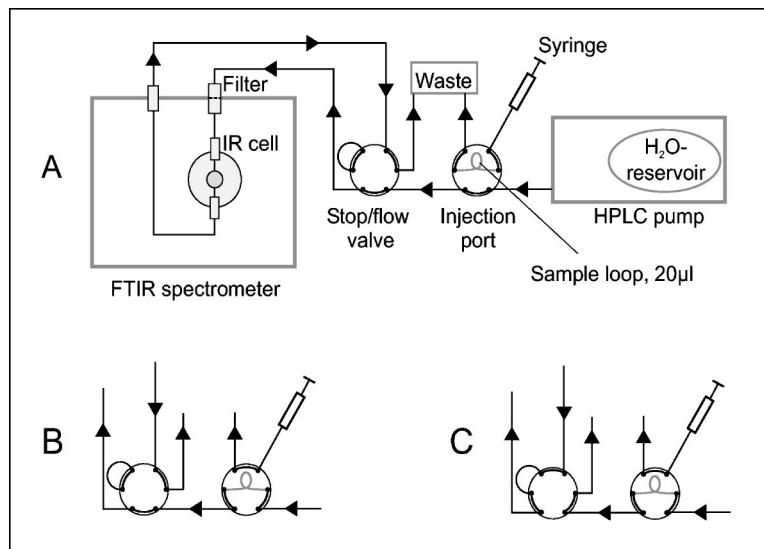 Syringe
Filter
Waste
A
IR cell
H₂O-
reservoir
Stop/flow
valve
Injection
port
HPLC pump
Sample loop, 20µl
FTIR spectrometer
B
C